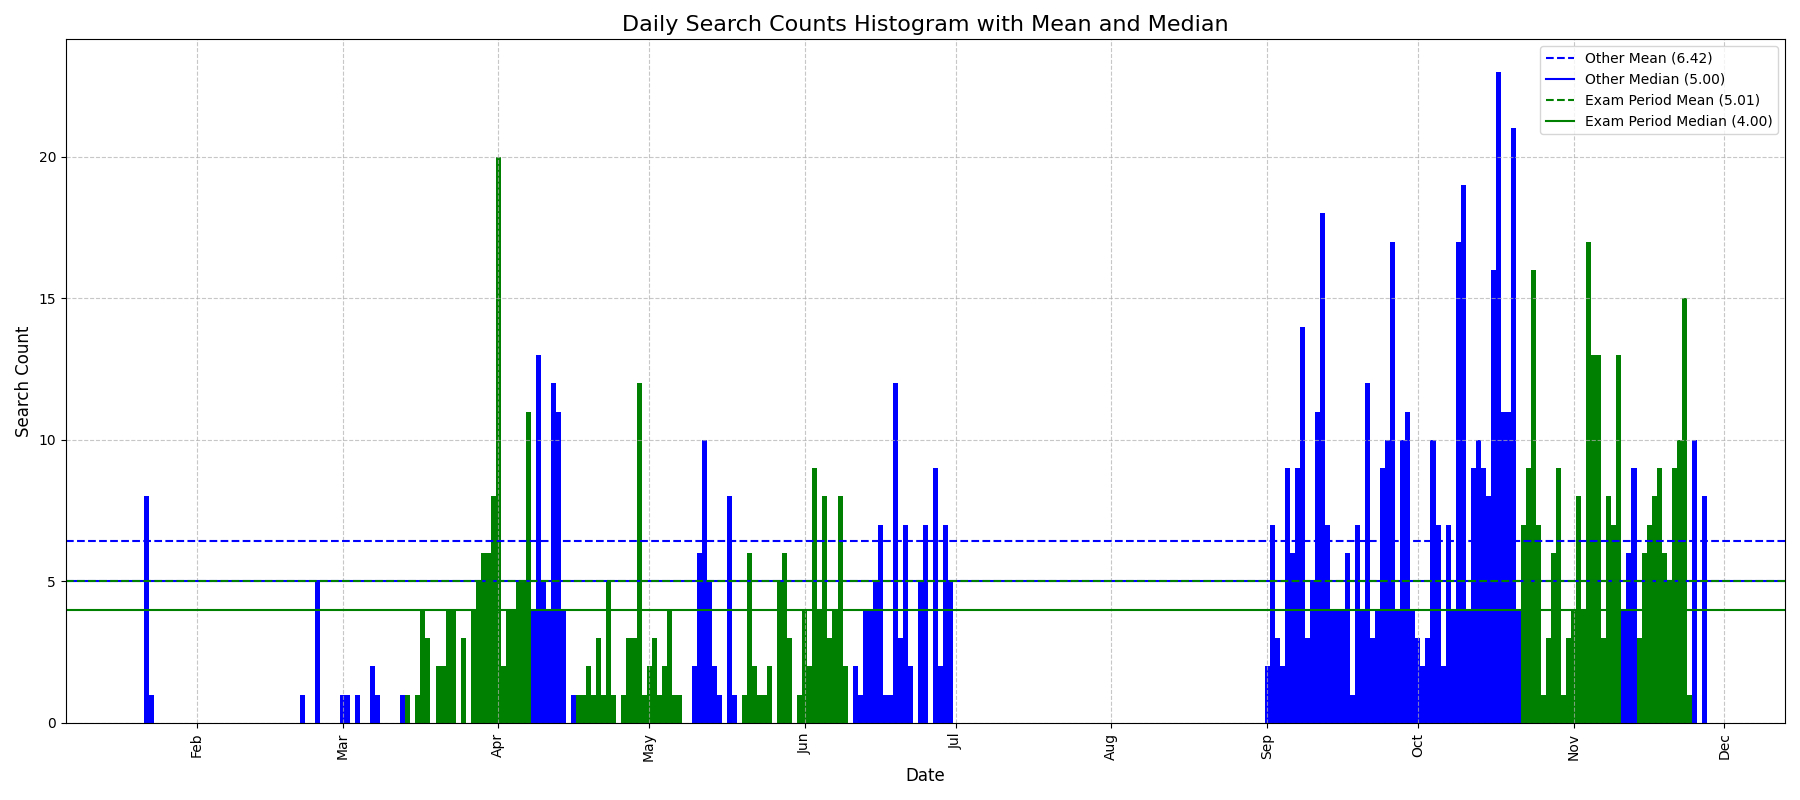 Daily Search Counts Histogram with Mean and Median
Other Mean (6.42)
Other Median (5.00)
Exam Period Mean (5.01)
Exam Period Median (4.00)
Search Count
20
15
10
5
0
Feb
Mar
Apr
May
Jun
Jul
Aug
Sep
Oct
Nov
Dec
Date